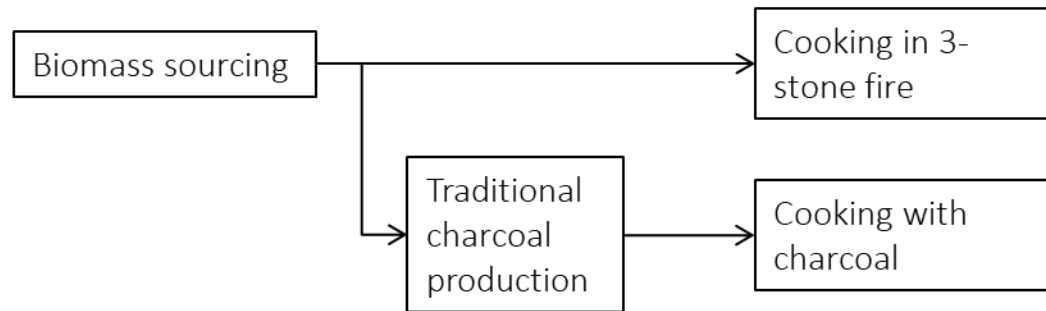 Biomass sourcing
Cooking in 3-
stone fire
Traditional
charcoal
production
Cooking with
charcoal